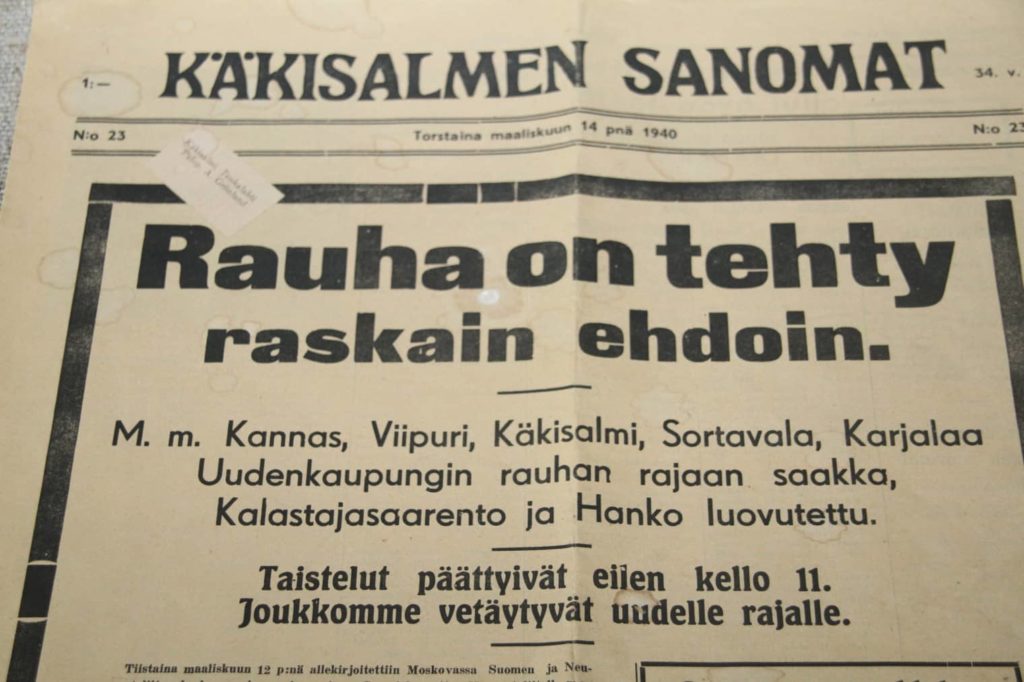 KÄKISALMEN SANOMAT
1:— 34. v.
N:o 23 Torstaina maaliskuun 14 pnä 1940 N:o 23
Rauha on tehty
raskain ehdoin.
M. m. Kannas, Viipuri, Käkisalmi, Sortavala, Karjalaa
Uudenkaupungin rauhan rajaan saakka,
Kalastajasaarento ja Hanko luovutettu.
Taistelut päättyivät eilen kello 11.
Joukkomme vetäytyvät uudelle rajalle.
Tiistaina maaliskuun 12 p:nä allekirjoitettiin Moskovassa Suomen ja Neu-